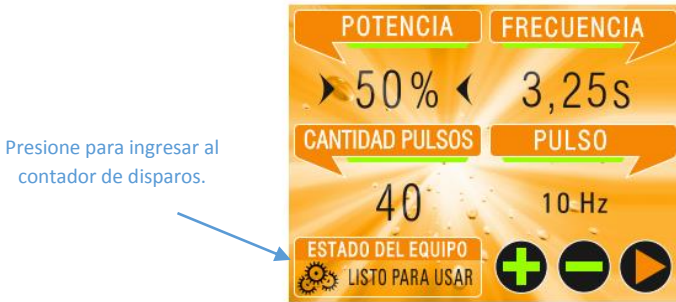 POTENCIA
FRECUENCIA
50%
3,25s
Presione para ingresar al
contador de disparos.
CANTIDAD PULSOS
PULSO
40
10 Hz
ESTADO DEL EQUIPO
LISTO PARA USAR